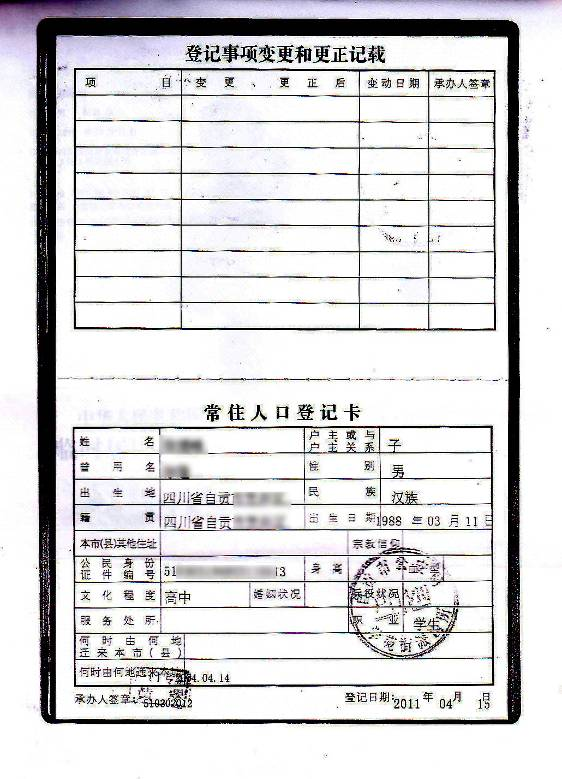 登记事项变更和更正记载
项 目 变 更 、 更 正 后 变动日期 承办人签章
常住人口登记卡
姓 名 户 主 或 与 户 主 关 系 子
曾 用 名 性 别 男
出 生 地 四川省自贡市 民 族 汉族
籍 贯 四川省自贡 出 生 日 期 1988 年 03 月 11 日
本市(县)其他住址 宗教信仰
公 民 身 份 证 件 编 号 51 3 身 高
文 化 程 度 高中 婚姻状况 兵役状况
服 务 处 所 职 业 学生
何 时 由 何 地 迁 来 本 市 ( 县 )
何时由何地迁来本址 04.04.14
承办人签章: 510302012 登记日期: 2011 年 04 月 15 日